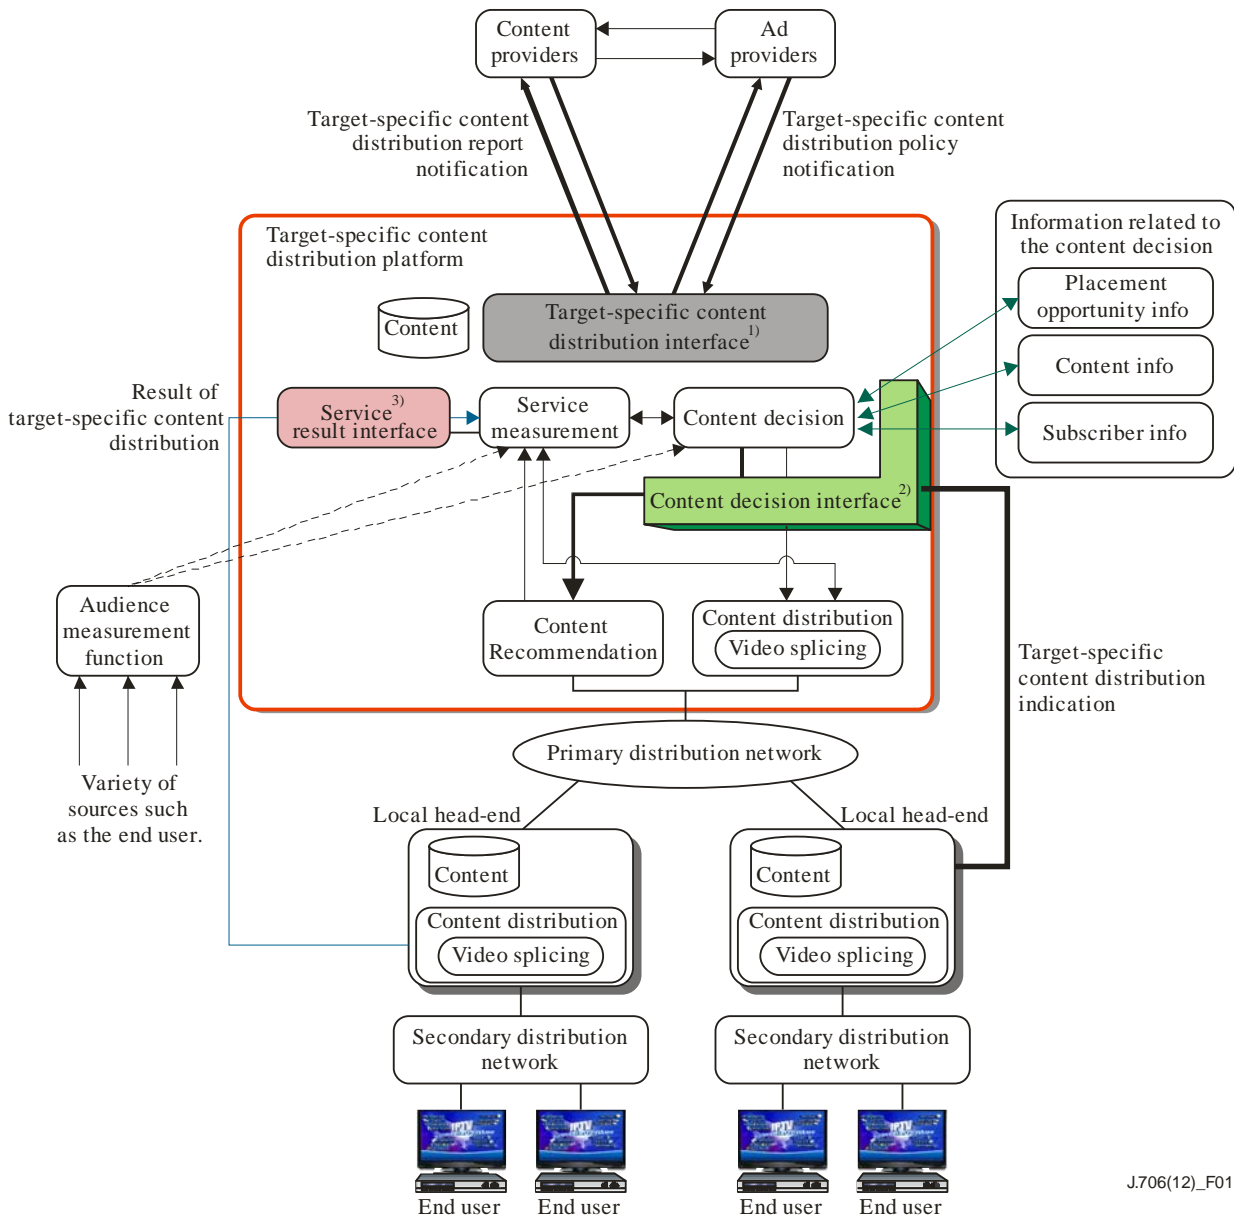 Content
providers
Ad
providers
Target-specific content
distribution report
notification
Target-specific content
distribution policy
notification
Target-specific content
distribution platform
Information related to
the content decision
Placement
opportunity info
Content info
Subscriber info
Content
Target-specific content
distribution interface1)
Result of
target-specific content
distribution
Service3)
result interface
Service
measurement
Content decision
Content decision interface2)
Audience
measurement
function
Content
Recommendation
Content distribution
Video splicing
Target-specific
content distribution
indication
Variety of
sources such
as the end user.
Primary distribution network
Local head-end
Local head-end
Content
Content
Content distribution
Video splicing
Content distribution
Video splicing
Secondary distribution
network
Secondary distribution
network
End user
End user
End user
End user
J.706(12)_F01